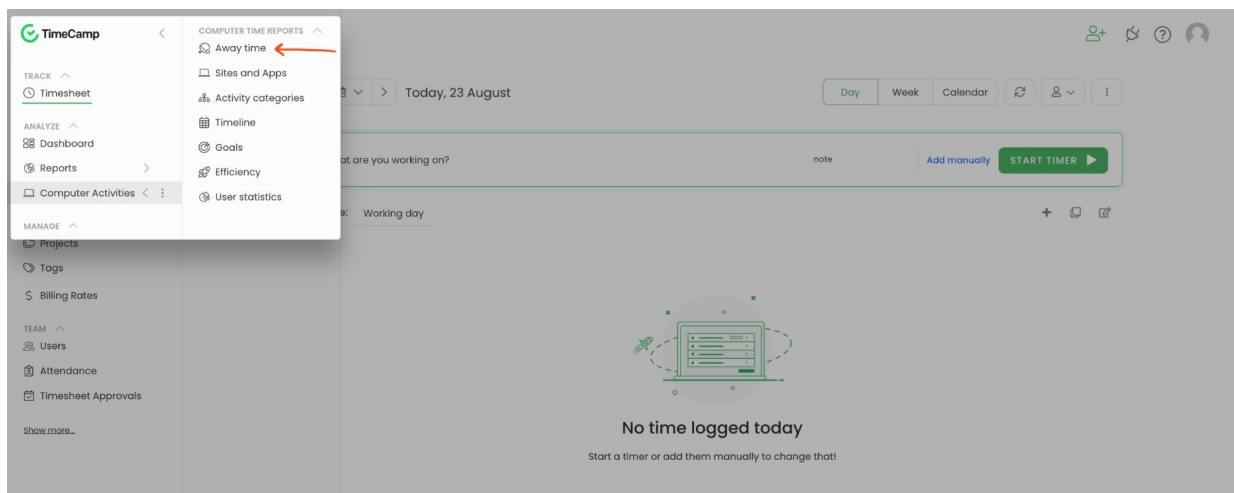 TimeCamp
TRACK
Timesheet
ANALYZE
Dashboard
Reports
Computer Activities
MANAGE
Projects
Tags
$ Billing Rates
TEAM
Users
Attendance
Timesheet Approvals
Show more...
COMPUTER TIME REPORTS
Away time
Sites and Apps
Activity categories
Timeline
Goals
Efficiency
User statistics
Today, 23 August
Day Week Calendar
at are you working on? note Add manually START TIMER
e: Working day
No time logged today
Start a timer or add them manually to change that!